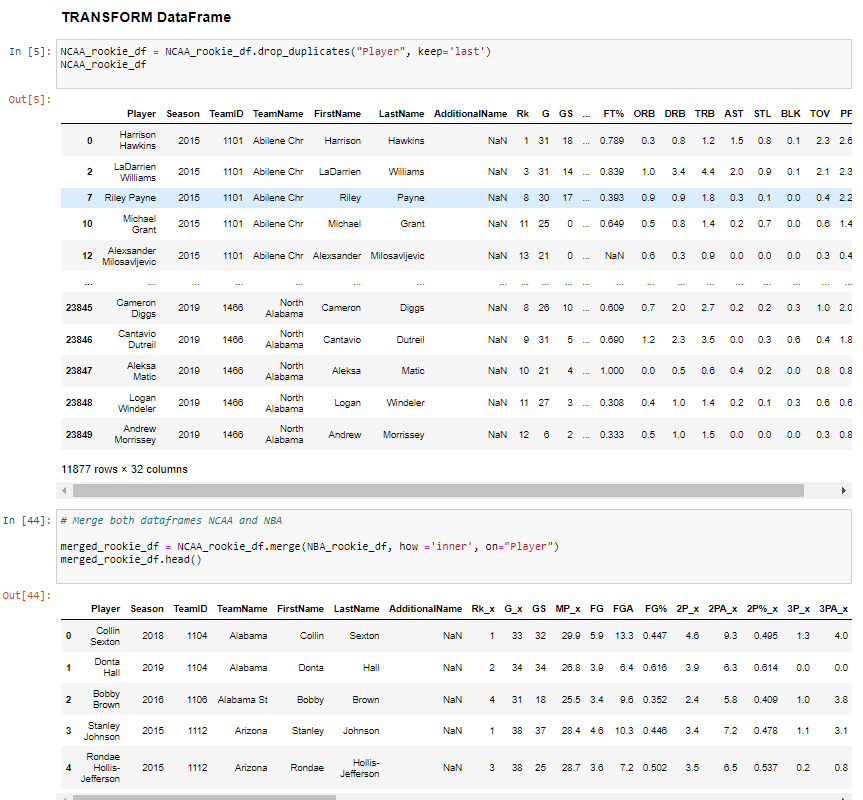 TRANSFORM DataFrame
In [5]: NCAA_rookie_df = NCAA_rookie_df.drop_duplicates("Player", keep='last')
NCAA_rookie_df
Out[5]:
Player Season TeamID TeamName FirstName LastName AdditionalName Rk G GS ... FT% ORB DRB TRB AST STL BLK TOV PF
0 Harrison Hawkins 2015 1101 Abilene Chr Harrison Hawkins NaN 1 31 18 ... 0.789 0.3 0.8 1.2 1.5 0.8 0.1 2.3 2.6
2 LaDarrien Williams 2015 1101 Abilene Chr LaDarrien Williams NaN 3 31 14 ... 0.839 1.0 3.4 4.4 2.0 0.9 0.1 2.1 2.3
7 Riley Payne 2015 1101 Abilene Chr Riley Payne NaN 8 30 17 ... 0.393 0.9 0.9 1.8 0.3 0.1 0.0 0.4 2.2
10 Michael Grant 2015 1101 Abilene Chr Michael Grant NaN 11 25 0 ... 0.649 0.5 0.8 1.4 0.2 0.7 0.0 0.6 1.4
12 Alexsander Milosavljevic 2015 1101 Abilene Chr Alexsander Milosavljevic NaN 13 21 0 ... NaN 0.6 0.3 0.9 0.0 0.0 0.0 0.3 0.4
... ... ... ... ... ... ... ... ... ... ... ... ... ... ... ... ... ... ... ...
23845 Cameron Diggs 2019 1466 North Alabama Cameron Diggs NaN 8 26 10 ... 0.609 0.7 2.0 2.7 0.2 0.2 0.3 1.0 2.0
23846 Cantavio Dutreil 2019 1466 North Alabama Cantavio Dutreil NaN 9 31 5 ... 0.690 1.2 2.3 3.5 0.0 0.3 0.6 0.4 1.8
23847 Aleksa Matic 2019 1466 North Alabama Aleksa Matic NaN 10 21 4 ... 1.000 0.0 0.5 0.6 0.4 0.2 0.0 0.8 0.8
23848 Logan Windeler 2019 1466 North Alabama Logan Windeler NaN 11 27 3 ... 0.308 0.4 1.0 1.4 0.2 0.1 0.3 0.6 0.6
23849 Andrew Morrissey 2019 1466 North Alabama Andrew Morrissey NaN 12 6 2 ... 0.333 0.5 1.0 1.5 0.0 0.0 0.0 0.3 0.8
11877 rows × 32 columns
In [44]: # Merge both dataframes NCAA and NBA
merged_rookie_df = NCAA_rookie_df.merge(NBA_rookie_df, how ='inner', on="Player")
merged_rookie_df.head()
Out[44]:
Player Season TeamID TeamName FirstName LastName AdditionalName Rk_x G_x GS MP_x FG FGA FG% 2P_x 2PA_x 2P%_x 3P_x 3PA_x
0 Collin Sexton 2018 1104 Alabama Collin Sexton NaN 1 33 32 29.9 5.9 13.3 0.447 4.6 9.3 0.495 1.3 4.0
1 Donta Hall 2019 1104 Alabama Donta Hall NaN 2 34 34 26.8 3.9 6.4 0.616 3.9 6.3 0.614 0.0 0.0
2 Bobby Brown 2016 1106 Alabama St Bobby Brown NaN 4 31 18 25.5 3.4 9.6 0.352 2.4 5.8 0.409 1.0 3.8
3 Stanley Johnson 2015 1112 Arizona Stanley Johnson NaN 1 38 37 28.4 4.6 10.3 0.446 3.4 7.2 0.478 1.1 3.1
4 Rondae Hollis-Jefferson 2015 1112 Arizona Rondae Hollis-Jefferson NaN 3 38 25 28.7 3.6 7.2 0.502 3.5 6.5 0.537 0.2 0.8